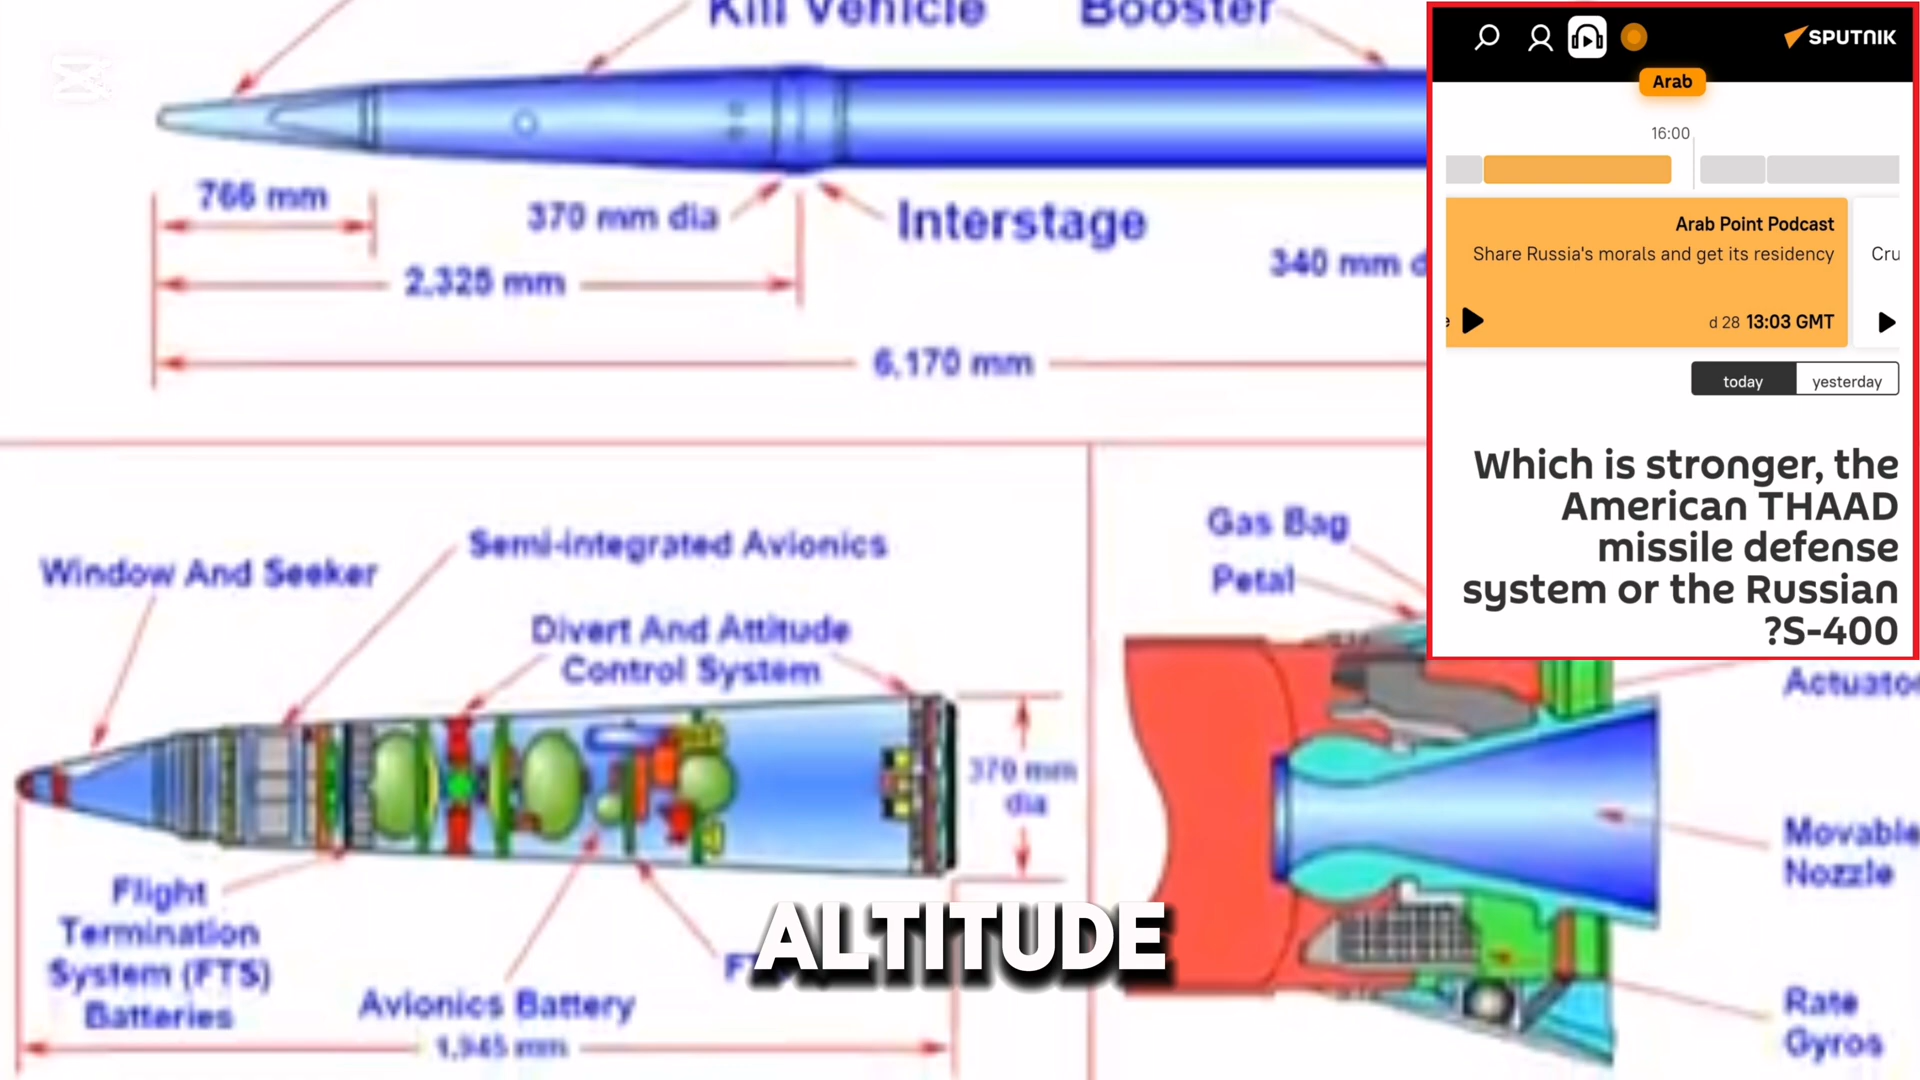 Kill Vehicle
Booster
766 mm
370 mm dia
Interstage
2,325 mm
340 mm d
6,170 mm
Window And Seeker
Semi-integrated Avionics
Divert And Attitude
Control System
370 mm
dia
Flight
Termination
System (FTS)
Batteries
Avionics Battery
1,945 mm
ALTITUDE
Gas Bag
Petal
Actuato
Movable
Nozzle
Rate
Gyros
SPUTNIK
Arab
16:00
Arab Point Podcast
Share Russia's morals and get its residency
Cru
e
d 28 13:03 GMT
today
yesterday
Which is stronger, the
American THAAD
missile defense
system or the Russian
?S-400